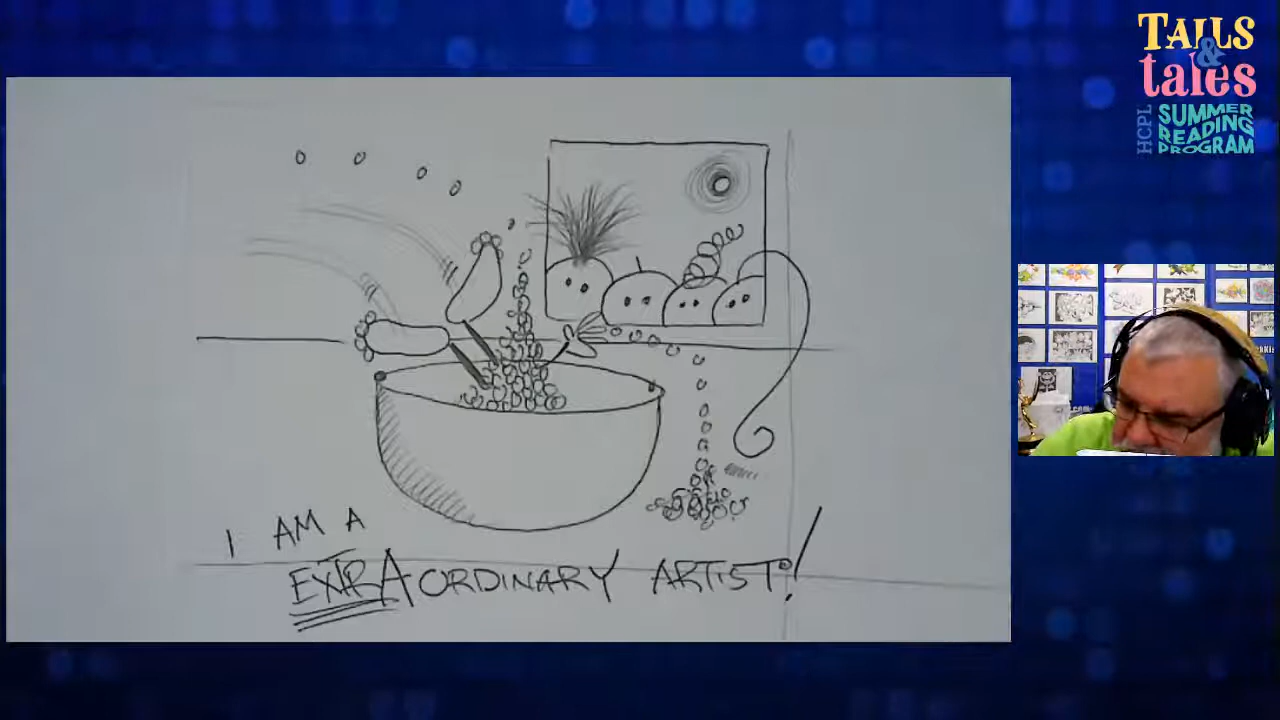 TAILS
&
tales
HCPL
SUMMER
READING
PROGRAM
I AM A
EXTRAORDINARY ARTIST!